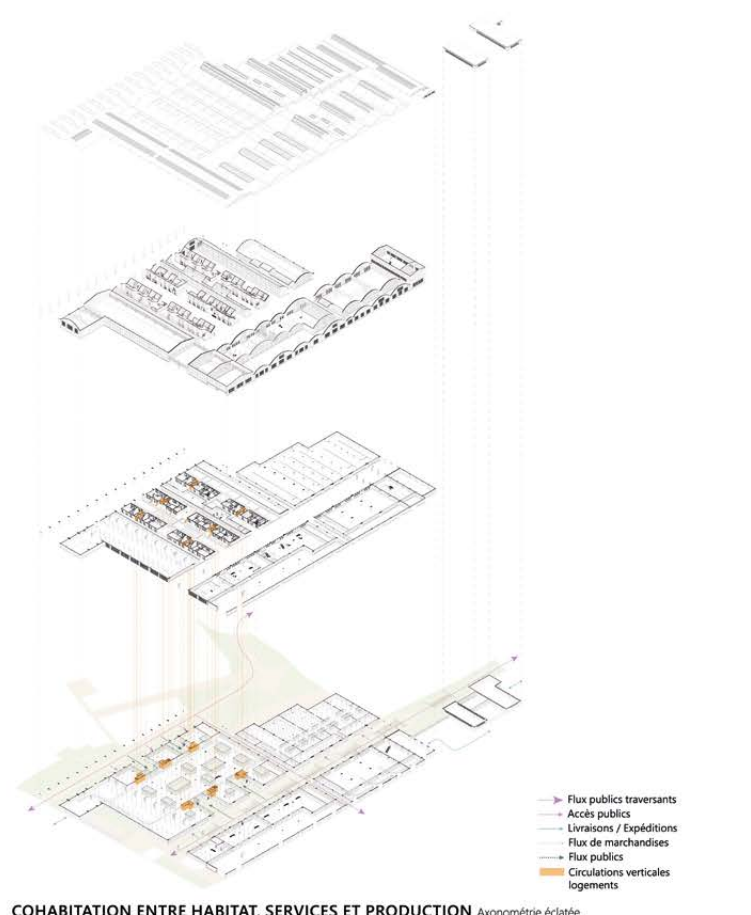 Flux publics traversants
Accès publics
Livraisons / Expéditions
Flux de marchandises
Flux publics
Circulations verticales
logements
COHABITATION ENTRE HABITAT, SERVICES ET PRODUCTION Axonométrie éclatée